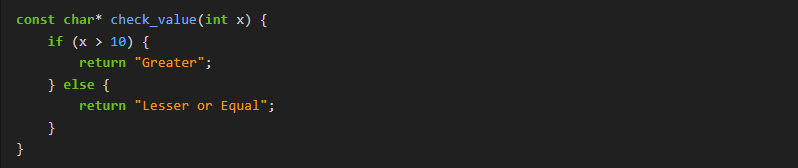 const char* check_value(int x) {
    if (x > 10) {
        return "Greater";
    } else {
        return "Lesser or Equal";
    }
}